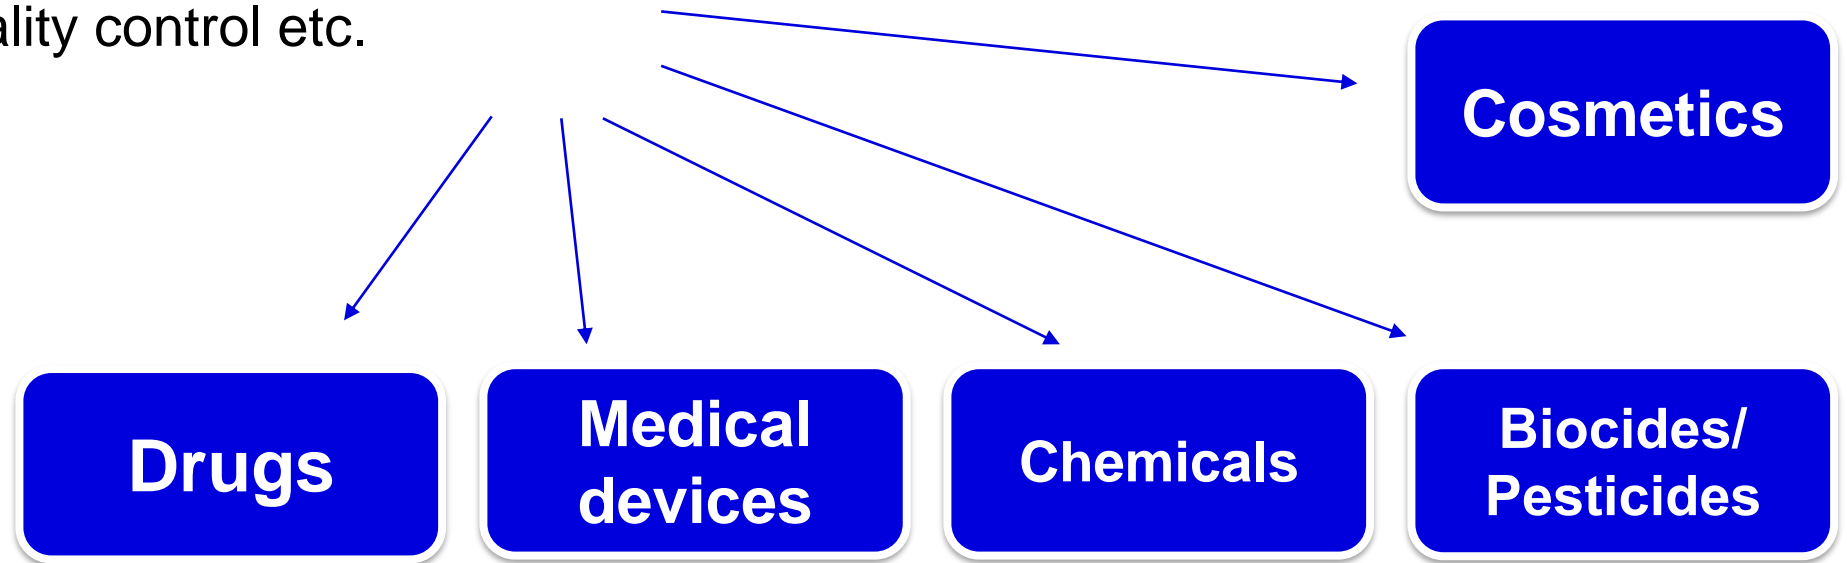 ality control etc.
Cosmetics
Drugs
Medical
devices
Chemicals
Biocides/
Pesticides